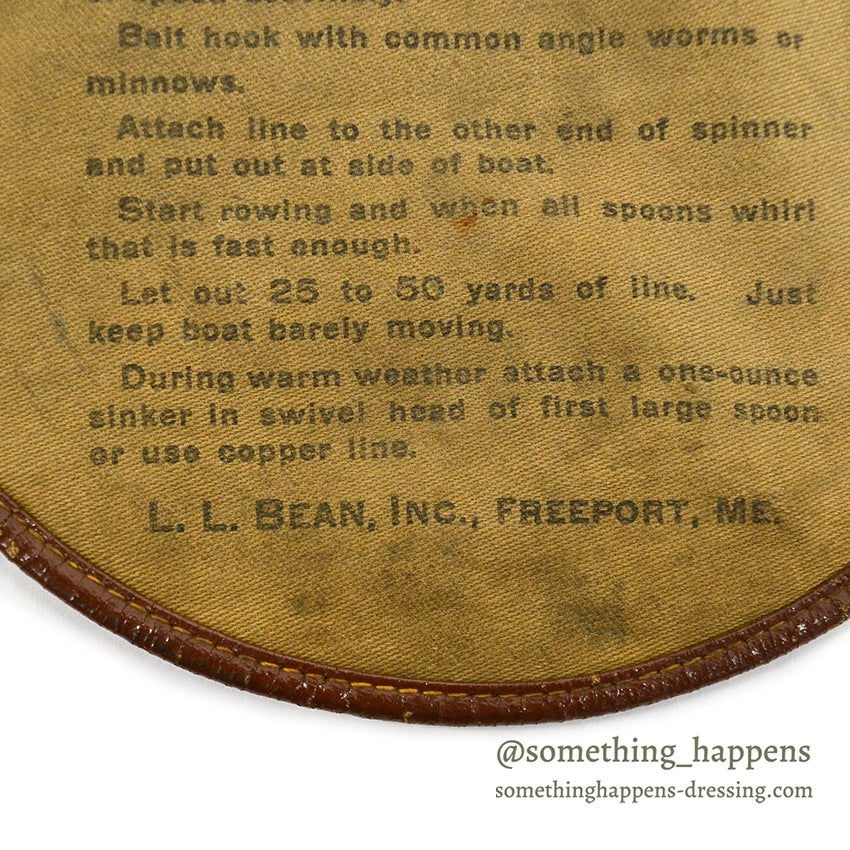 Bait hook with common angle worms or
minnows.
Attach line to the other end of spinner
and put out at side of boat.
Start rowing and when all spoons whirl
that is fast enough.
Let out 25 to 50 yards of line. Just
keep boat barely moving.
During warm weather attach a one-ounce
sinker in swivel head of first large spoon
or use copper line.
L. L. BEAN, INC., FREEPORT, ME.
@something_happens
somethinghappens-dressing.com